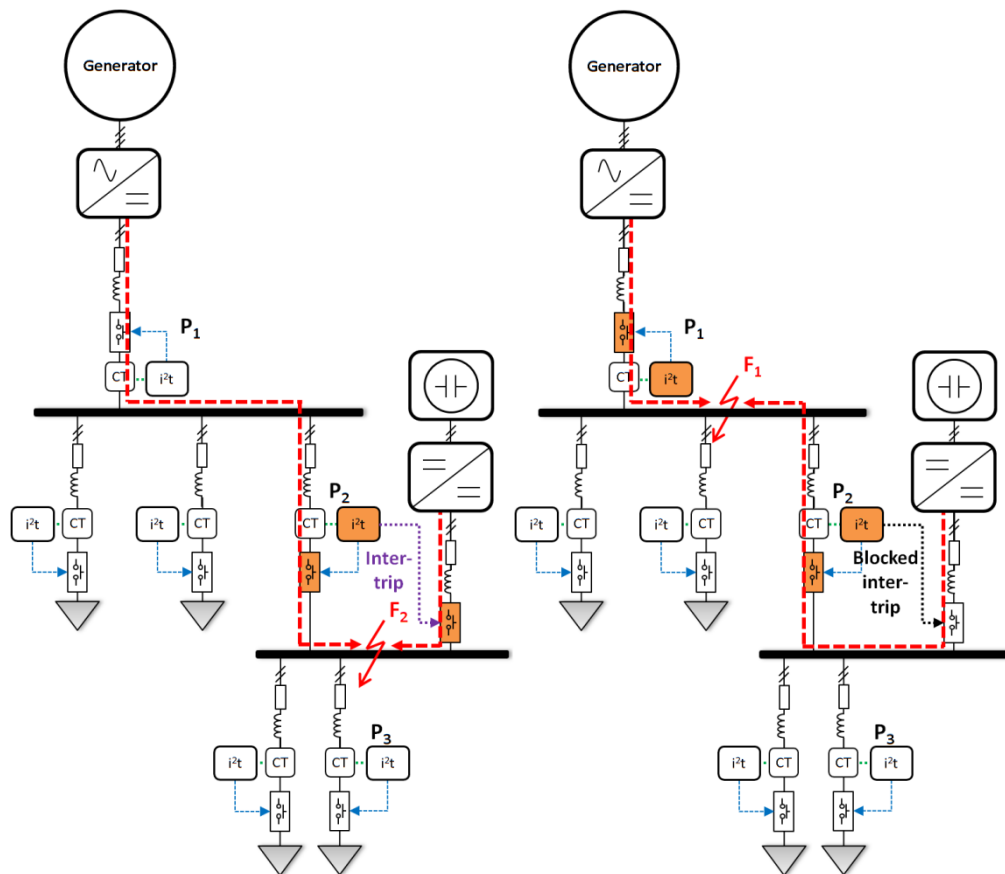 Generator
P₁
CT
i²t
i²t
CT
i²t
CT
P₂
CT
i²t
Inter-
trip
F₂
P₃
i²t
CT
CT
i²t
Generator
P₁
CT
i²t
F₁
i²t
CT
i²t
CT
P₂
CT
i²t
Blocked
inter-
trip
P₃
i²t
CT
CT
i²t